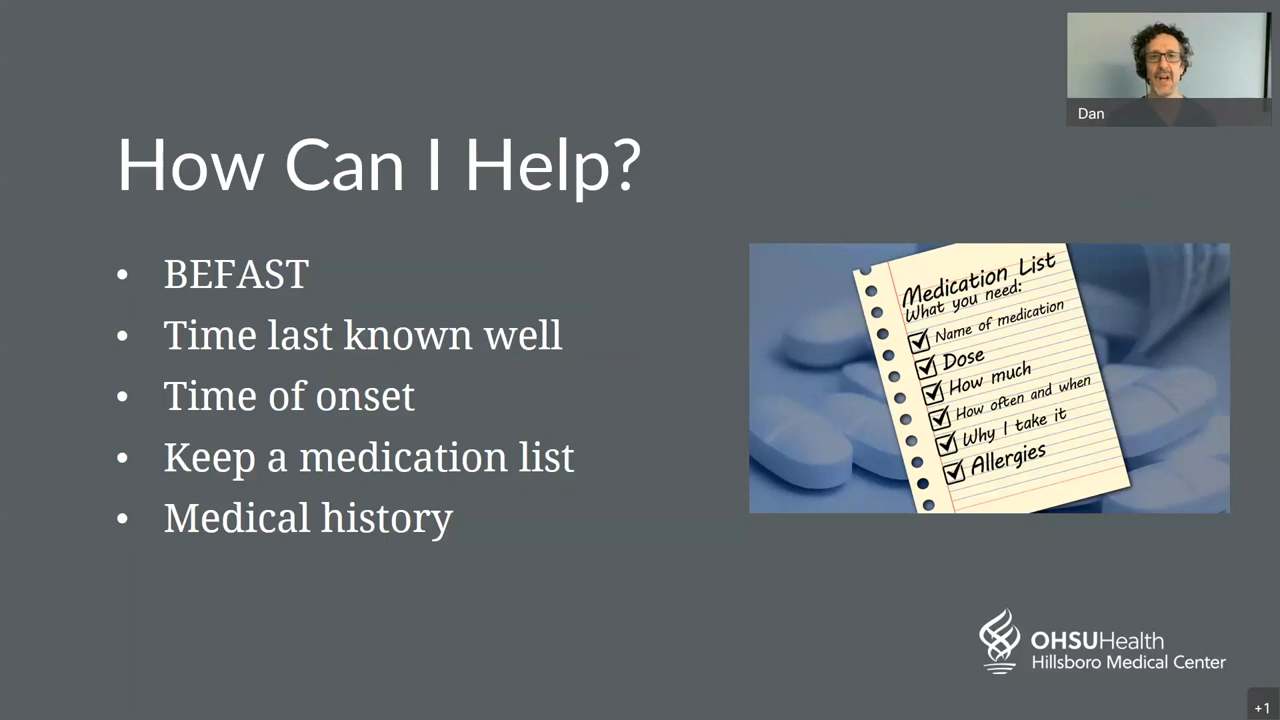 Dan
How Can I Help?
• BEFAST
• Time last known well
• Time of onset
• Keep a medication list
• Medical history
Medication List
What you need:
Name of medication
Dose
How much
How often and when
Why I take it
Allergies
OHSUHealth
Hillsboro Medical Center
+1